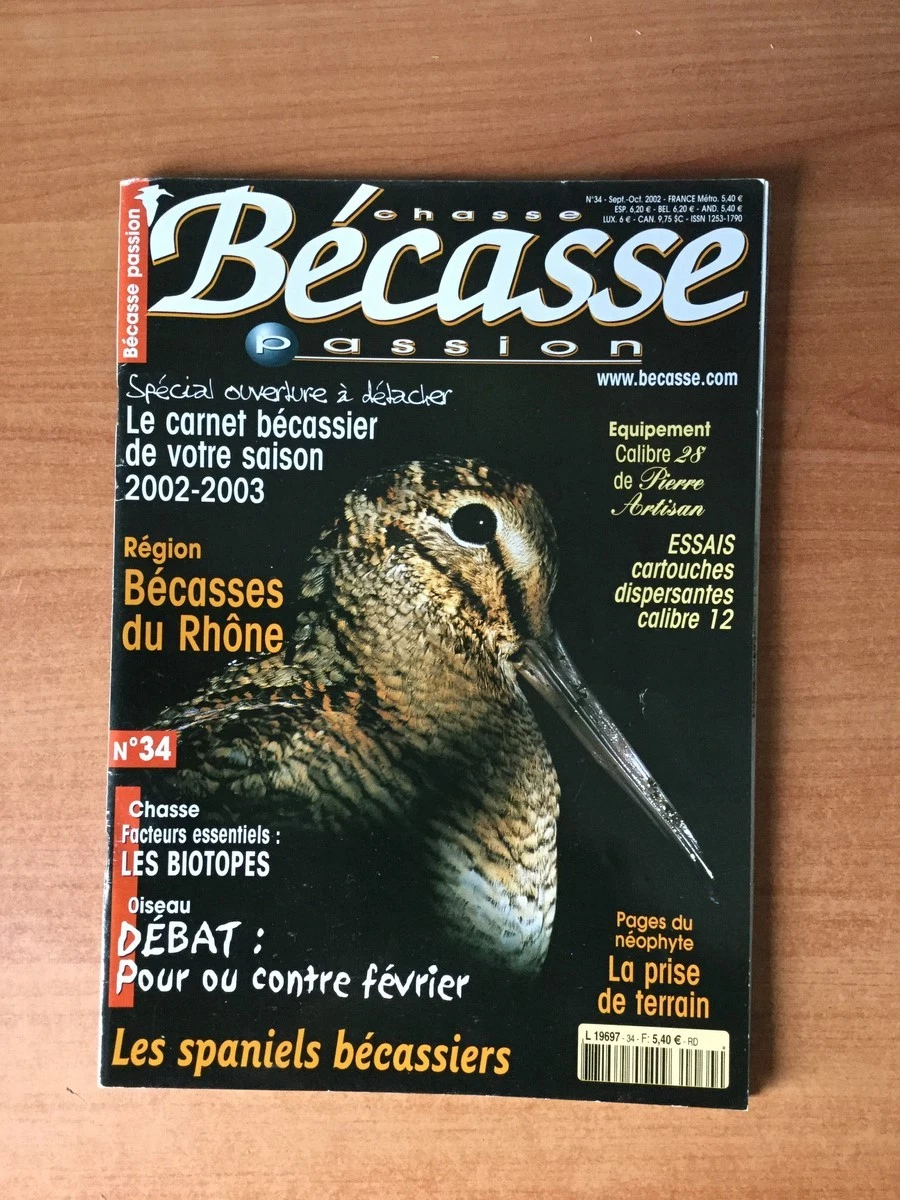 Bécasse passion
chasse
Bécasse
passion
N°34 - Sept.-Oct. 2002 - FRANCE Métro. 5,40 €
ESP. 6,20 € - BEL. 6,20 € - AND. 5,40 €
LUX. 6 € - CAN. 9,75 $C - ISSN 1253-1790
www.becasse.com
Spécial ouverture à détacher
Le carnet bécassier
de votre saison
2002-2003
Equipement
Calibre 28
de Pierre
Artisan
ESSAIS
cartouches
dispersantes
calibre 12
Région
Bécasses
du Rhône
N°34
Chasse
Facteurs essentiels :
LES BIOTOPES
Oiseau
DÉBAT :
Pour ou contre février
Pages du
néophyte
La prise
de terrain
Les spaniels bécassiers
L 19697 - 34 - F: 5,40 € - RD